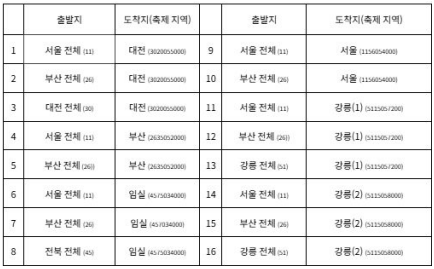 출발지 도착지(축제 지역) 출발지 도착지(축제 지역)
1 서울 전체 (11) 대전 (3020055000) 9 서울 전체 (11) 서울 (1156054000)
2 부산 전체 (26) 대전 (3020055000) 10 부산 전체 (26) 서울 (1156054000)
3 대전 전체 (30) 대전 (3020055000) 11 서울 전체 (11) 강릉(1) (5115057200)
4 서울 전체 (11) 부산 (2635052000) 12 부산 전체 (26)) 강릉(1) (5115057200)
5 부산 전체 (26)) 부산 (2635052000) 13 강릉 전체 (51) 강릉(1) (5115057200)
6 서울 전체 (11) 임실 (4575034000) 14 서울 전체 (11) 강릉(2) (5115058000)
7 부산 전체 (26) 임실 (457034000) 15 부산 전체 (26) 강릉(2) (5115058000)
8 전북 전체 (45) 임실 (4575034000) 16 강릉 전체 (51) 강릉(2) (5115058000)